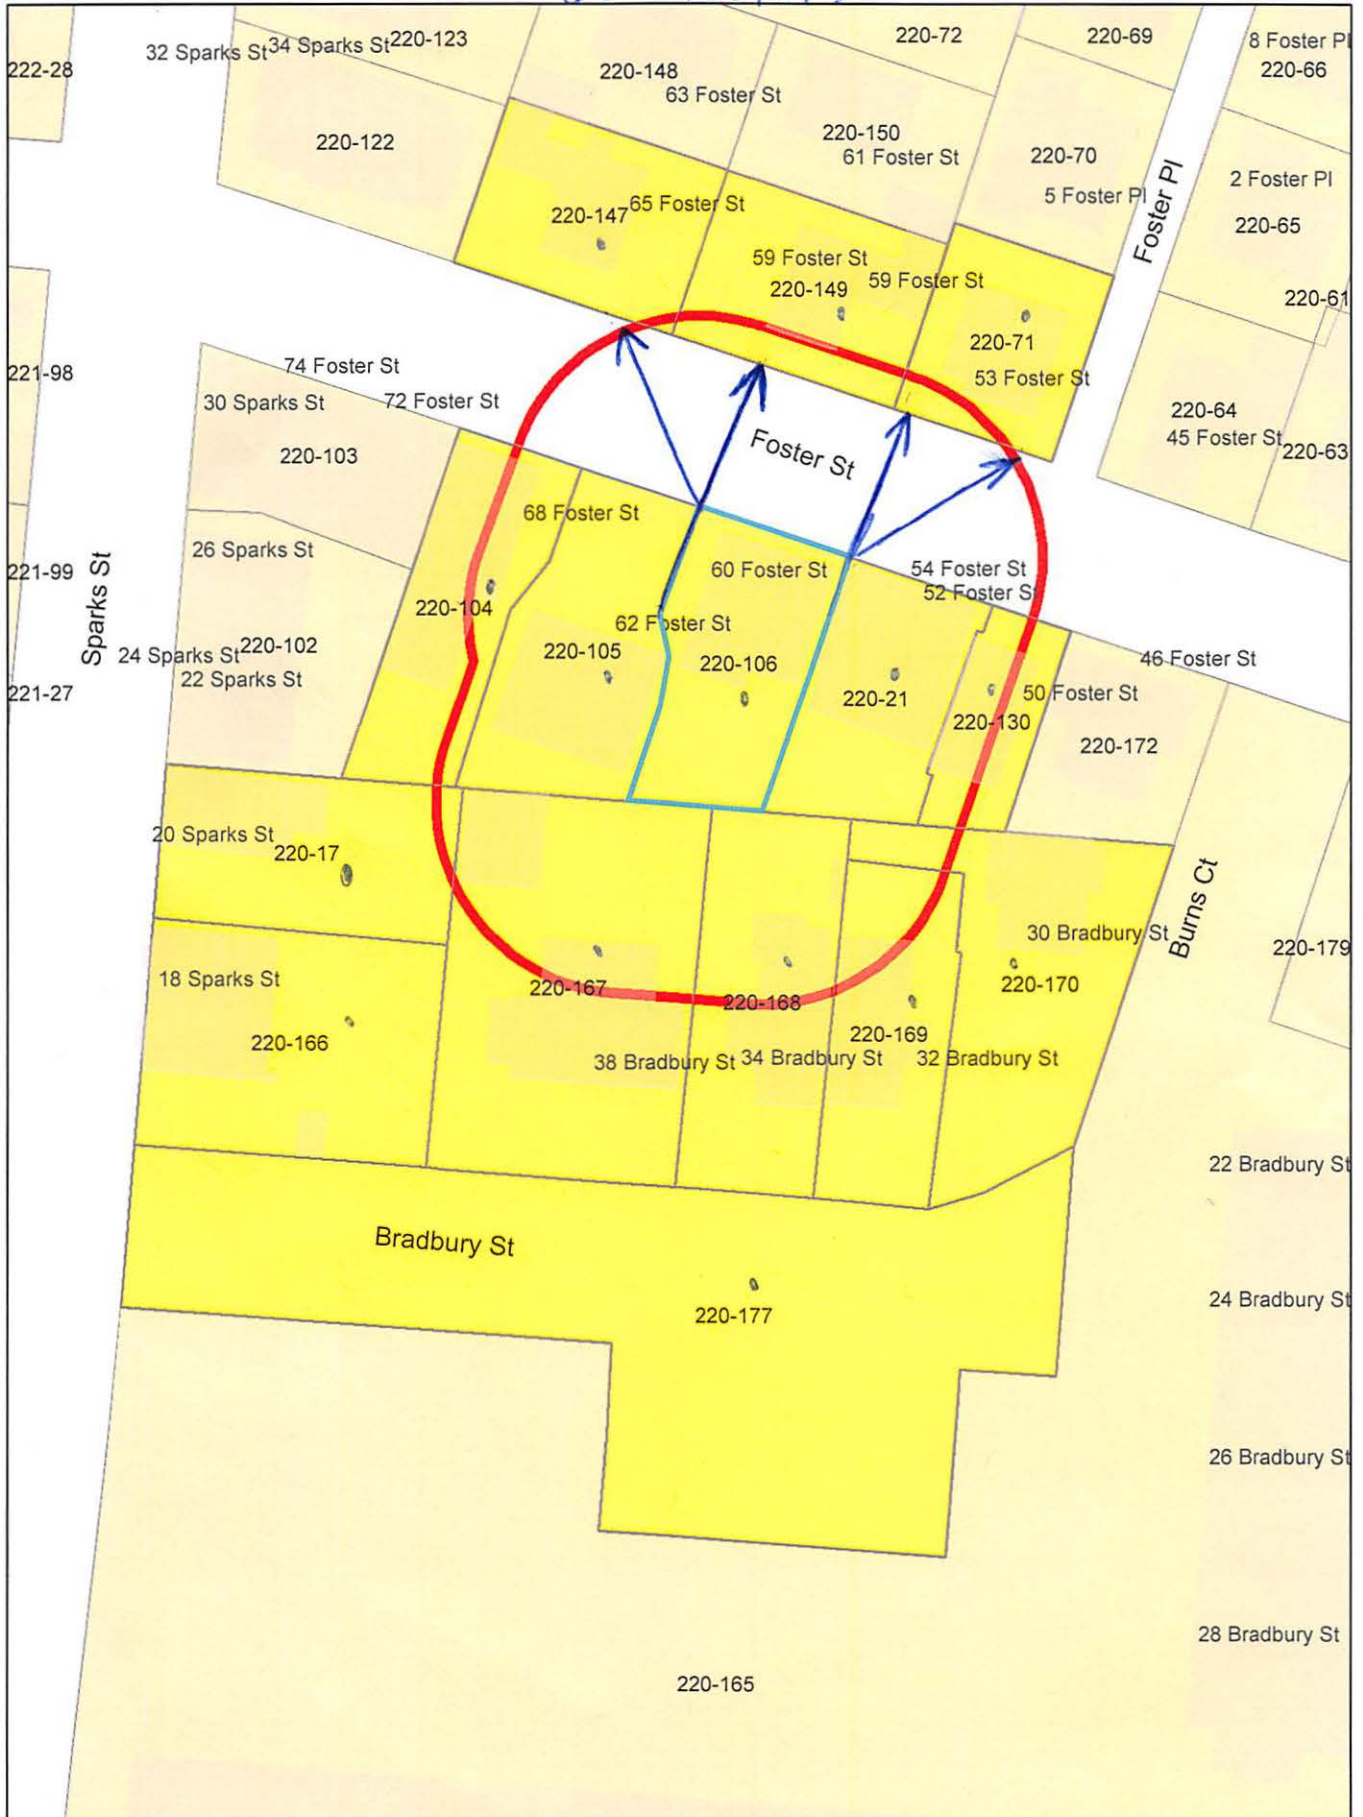 32 Sparks St
34 Sparks St
220-123
220-72
220-69
8 Foster Pl
220-66
222-28
220-148
63 Foster St
220-122
220-150
61 Foster St
220-70
5 Foster Pl
Foster Pl
2 Foster Pl
220-65
220-147
65 Foster St
59 Foster St
59 Foster St
220-149
220-61
220-71
53 Foster St
221-98
74 Foster St
30 Sparks St
72 Foster St
220-103
Foster St
220-64
45 Foster St
220-63
68 Foster St
26 Sparks St
221-99
Sparks St
220-104
60 Foster St
54 Foster St
52 Foster St
62 Foster St
24 Sparks St
220-102
22 Sparks St
220-105
220-106
46 Foster St
221-27
220-21
50 Foster St
220-130
220-172
20 Sparks St
220-17
Burns Ct
30 Bradbury St
220-179
18 Sparks St
220-167
220-168
220-170
220-166
220-169
38 Bradbury St
34 Bradbury St
32 Bradbury St
22 Bradbury St
Bradbury St
220-177
24 Bradbury St
26 Bradbury St
28 Bradbury St
220-165